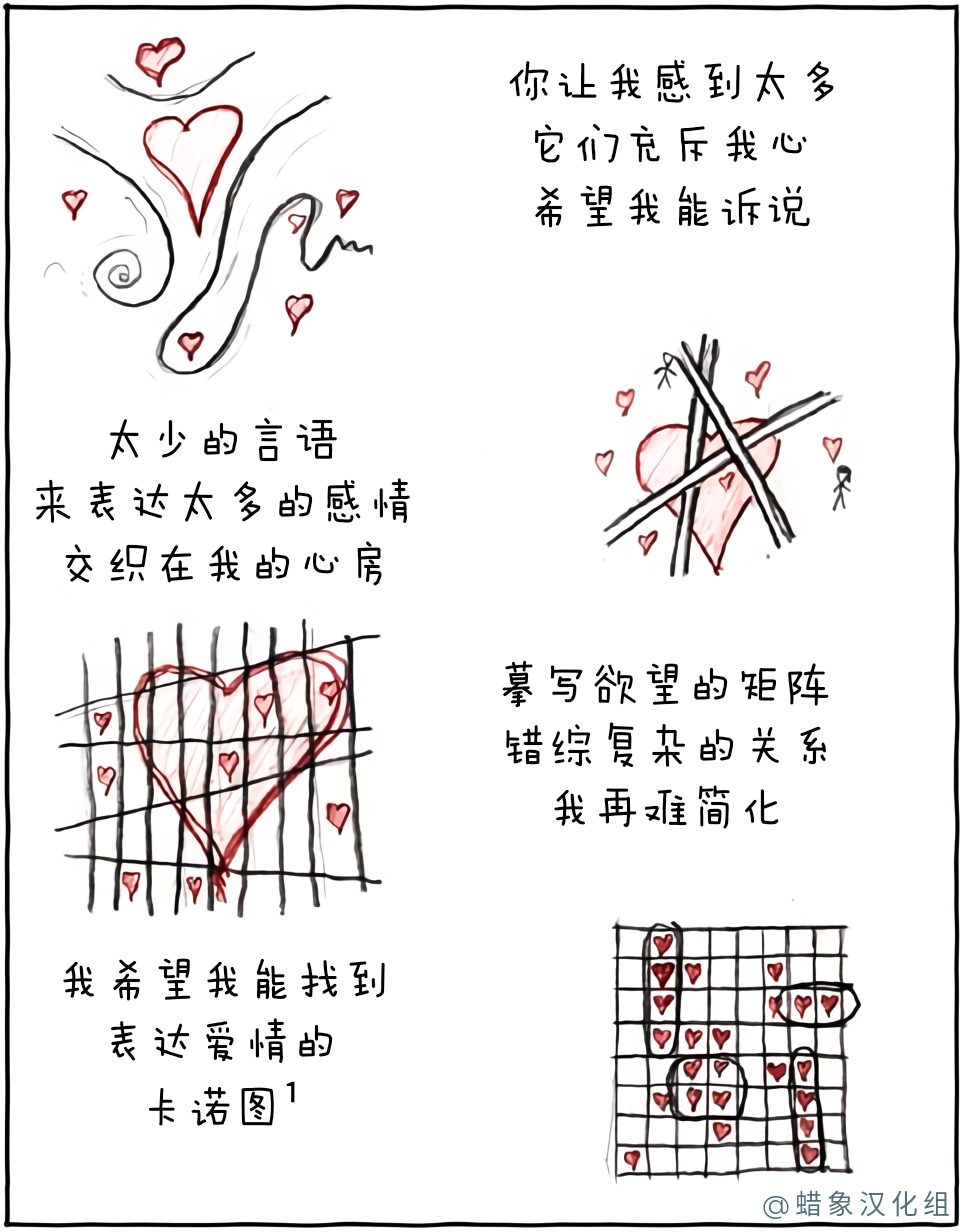 你让我感到太多
它们充斥我心
希望我能诉说
太少的言语
来表达太多的感情
交织在我的心房
摹写欲望的矩阵
错综复杂的关系
我再难简化
我希望我能找到
表达爱情的
卡诺图¹
@蜡象汉化组